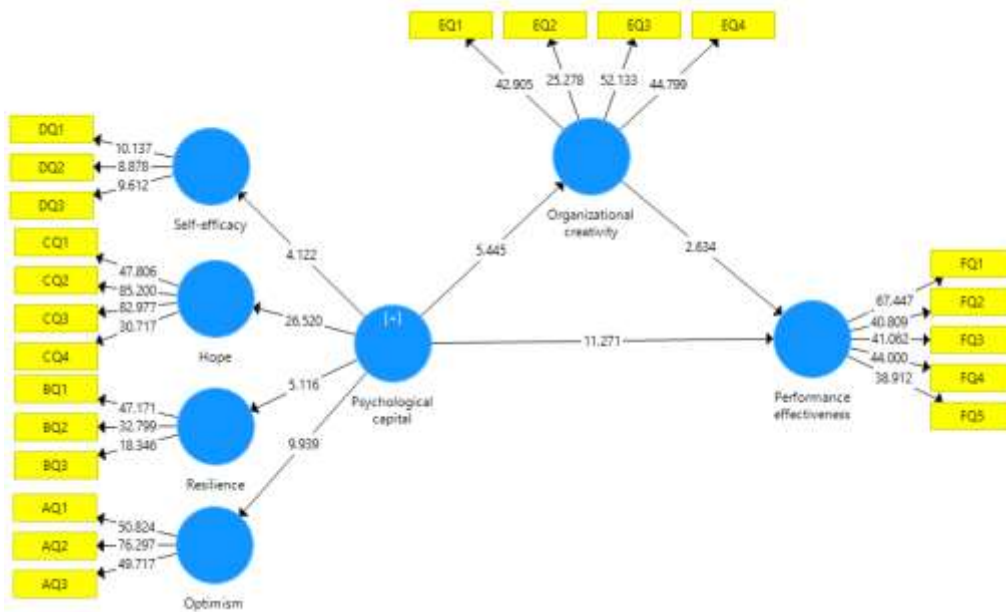 EQ1 EQ2 EQ3 EQ4
42.905 25.278 52.133 44.799
Organizational
creativity
DQ1
DQ2
DQ3
10.137
8.878
9.612
Self-efficacy
CQ1
CQ2
CQ3
CQ4
47.806
85.200
82.977
30.717
Hope
BQ1
BQ2
BQ3
47.171
32.799
18.346
Resilience
AQ1
AQ2
AQ3
50.824
76.297
49.717
Optimism
4.122
26.520
5.116
9.939
[+]
Psychological
capital
5.445
2.634
11.271
Performance
effectiveness
67.447
40.809
41.062
44.000
38.912
FQ1
FQ2
FQ3
FQ4
FQ5